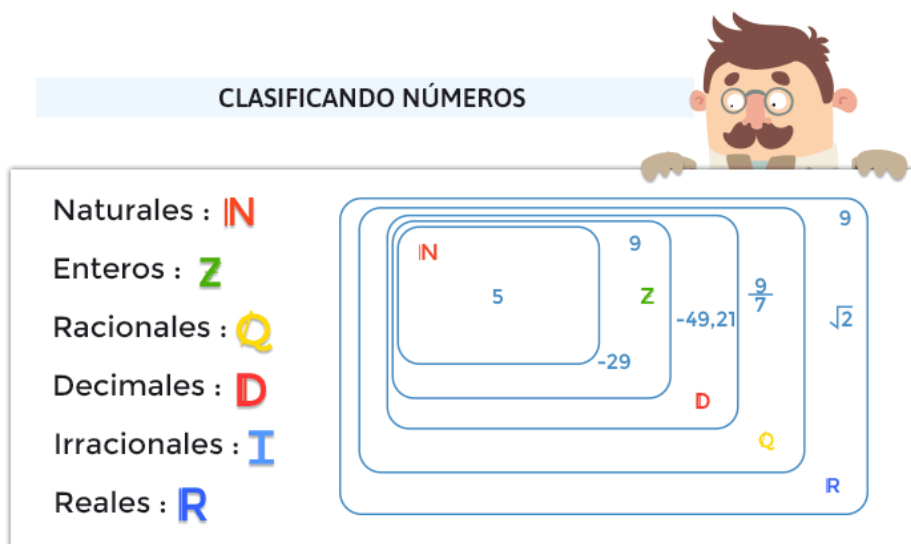 CLASIFICANDO NÚMEROS
Naturales : ℕ
Enteros : ℤ
Racionales : ℚ
Decimales : 𝔻
Irracionales : 𝕀
Reales : ℝ
ℕ
5
9
ℤ
-29
-49,21
𝔻
9/7
ℚ
9
√2
ℝ